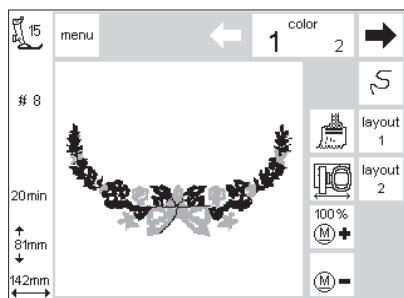 15
menu
color
1
2
# 8
layout
1
layout
2
20min
100%
M +
81mm
M −
142mm